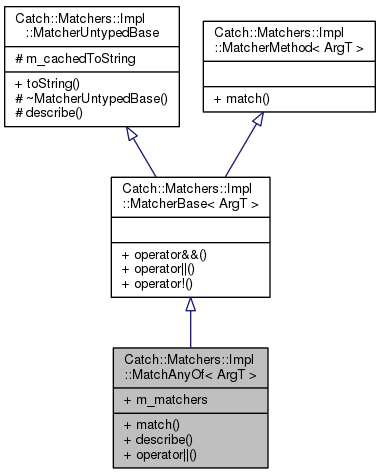 Catch::Matchers::Impl
::MatcherUntypedBase
# m_cachedToString
+ toString()
# ~MatcherUntypedBase()
# describe()
Catch::Matchers::Impl
::MatcherMethod< ArgT >
+ match()
Catch::Matchers::Impl
::MatcherBase< ArgT >
+ operator&&()
+ operator||()
+ operator!()
Catch::Matchers::Impl
::MatchAnyOf< ArgT >
+ m_matchers
+ match()
+ describe()
+ operator||()